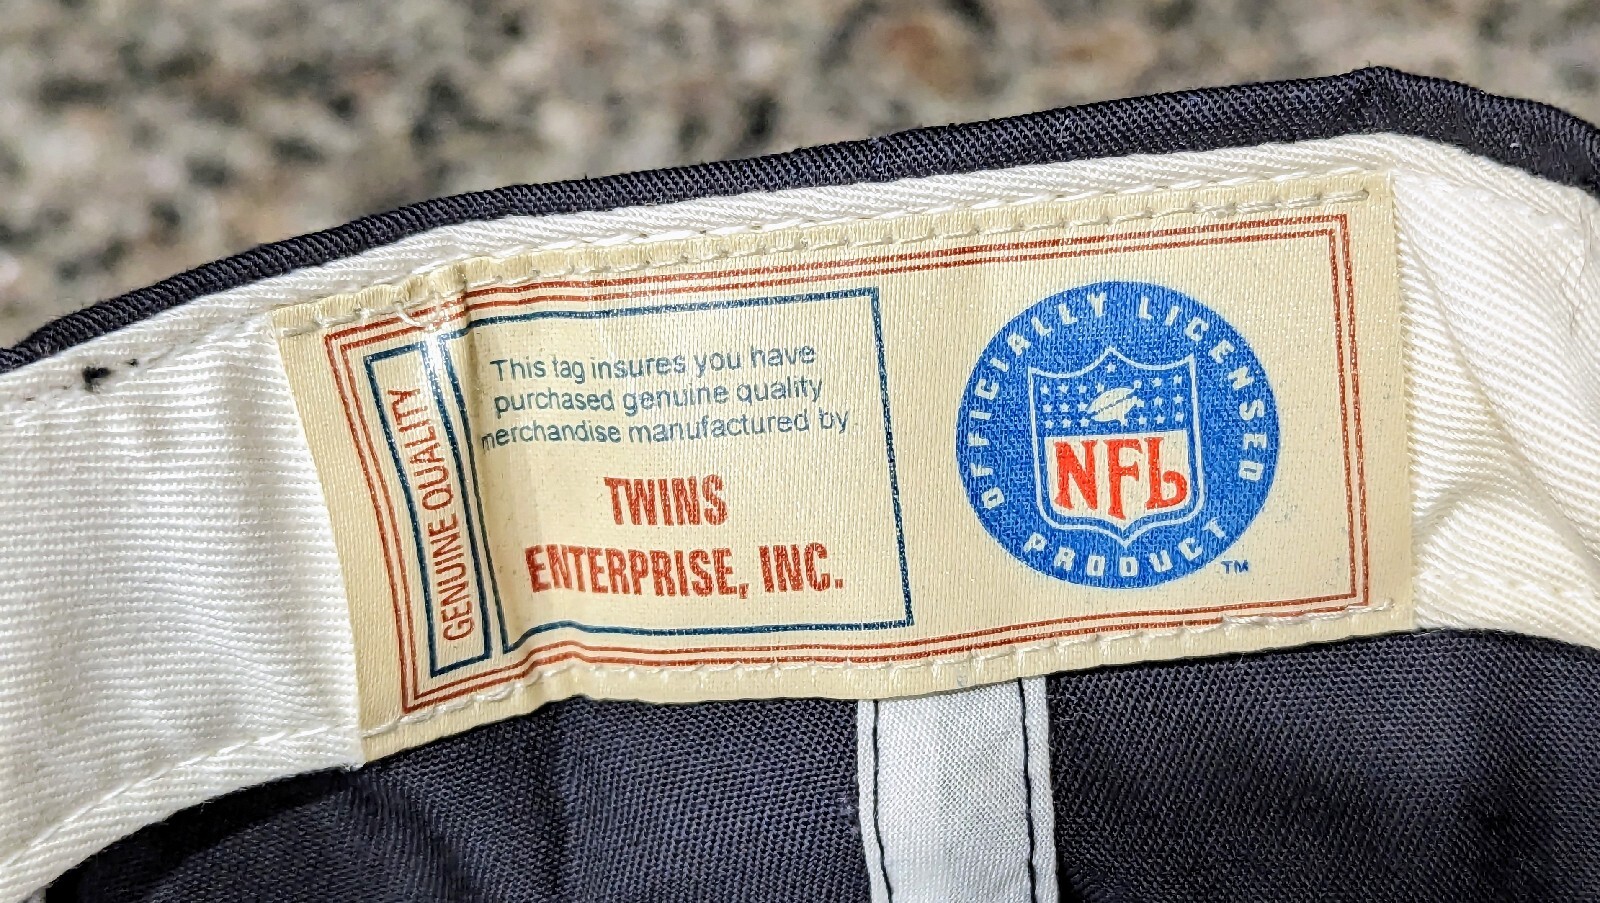 GENUINE QUALITY
This tag insures you have
purchased genuine quality
merchandise manufactured by
TWINS
ENTERPRISE, INC.
OFFICIALLY LICENSED
NFL
PRODUCT
TM